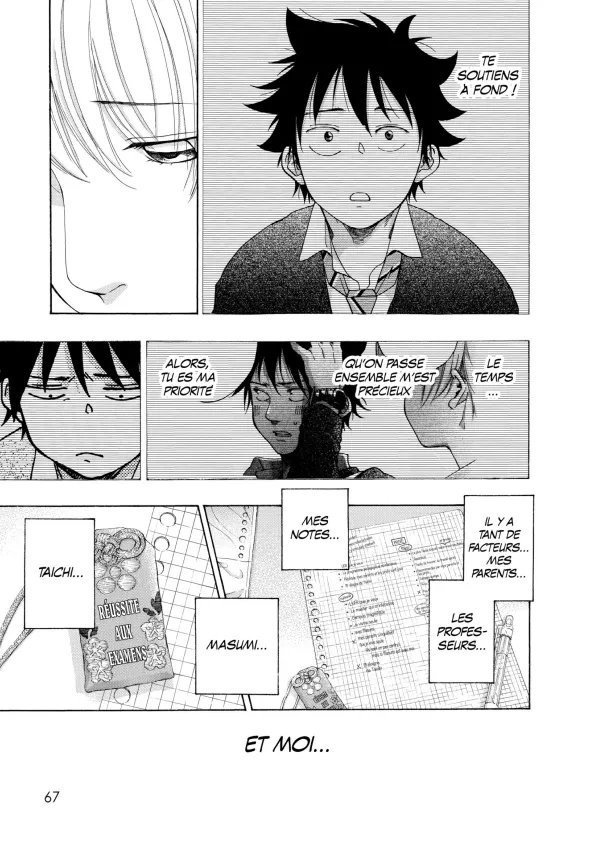 TE
SOUTIENS
À FOND !
LE
TEMPS
...
QU'ON PASSE
ENSEMBLE M'EST
PRÉCIEUX
ALORS,
TU ES MA
PRIORITÉ
IL Y A
TANT DE
FACTEURS...
MES
PARENTS...
LES
PROFES-
SEURS...
MES
NOTES...
MASUMI...
TAICHI...
RÉUSSITE
AUX
EXAMENS
ET MOI...
67